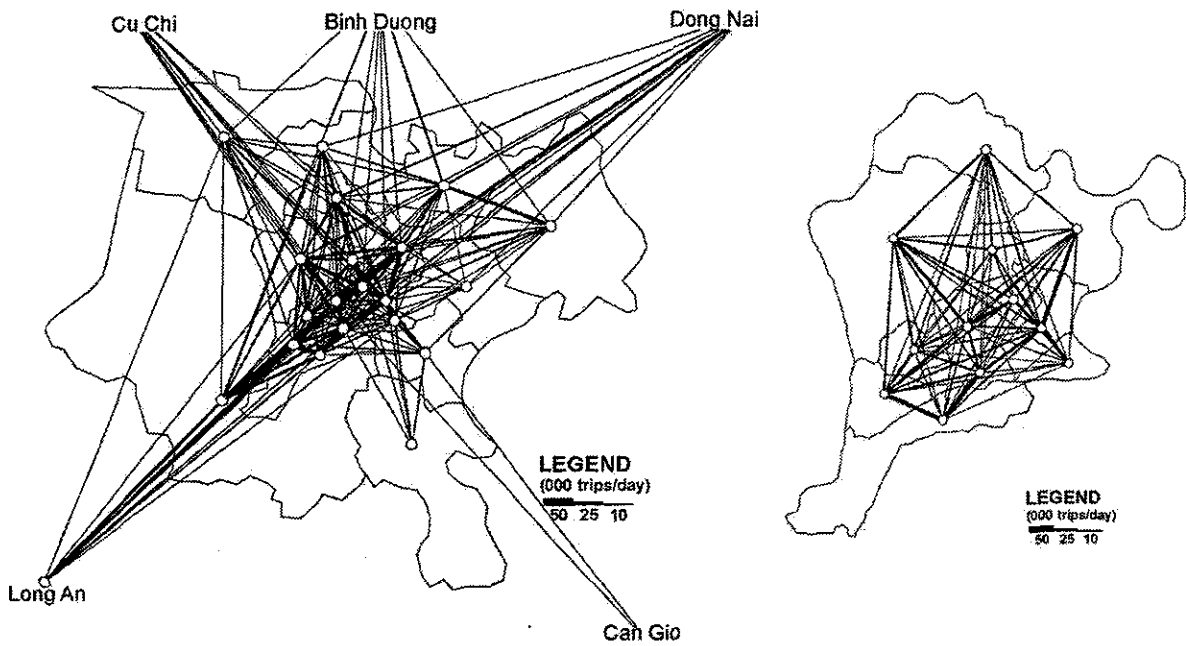 Cu Chi
Binh Duong
Dong Nai
LEGEND
(000 trips/day)
50 25 10
Long An
Can Gio
LEGEND
(000 trips/day)
50 25 10